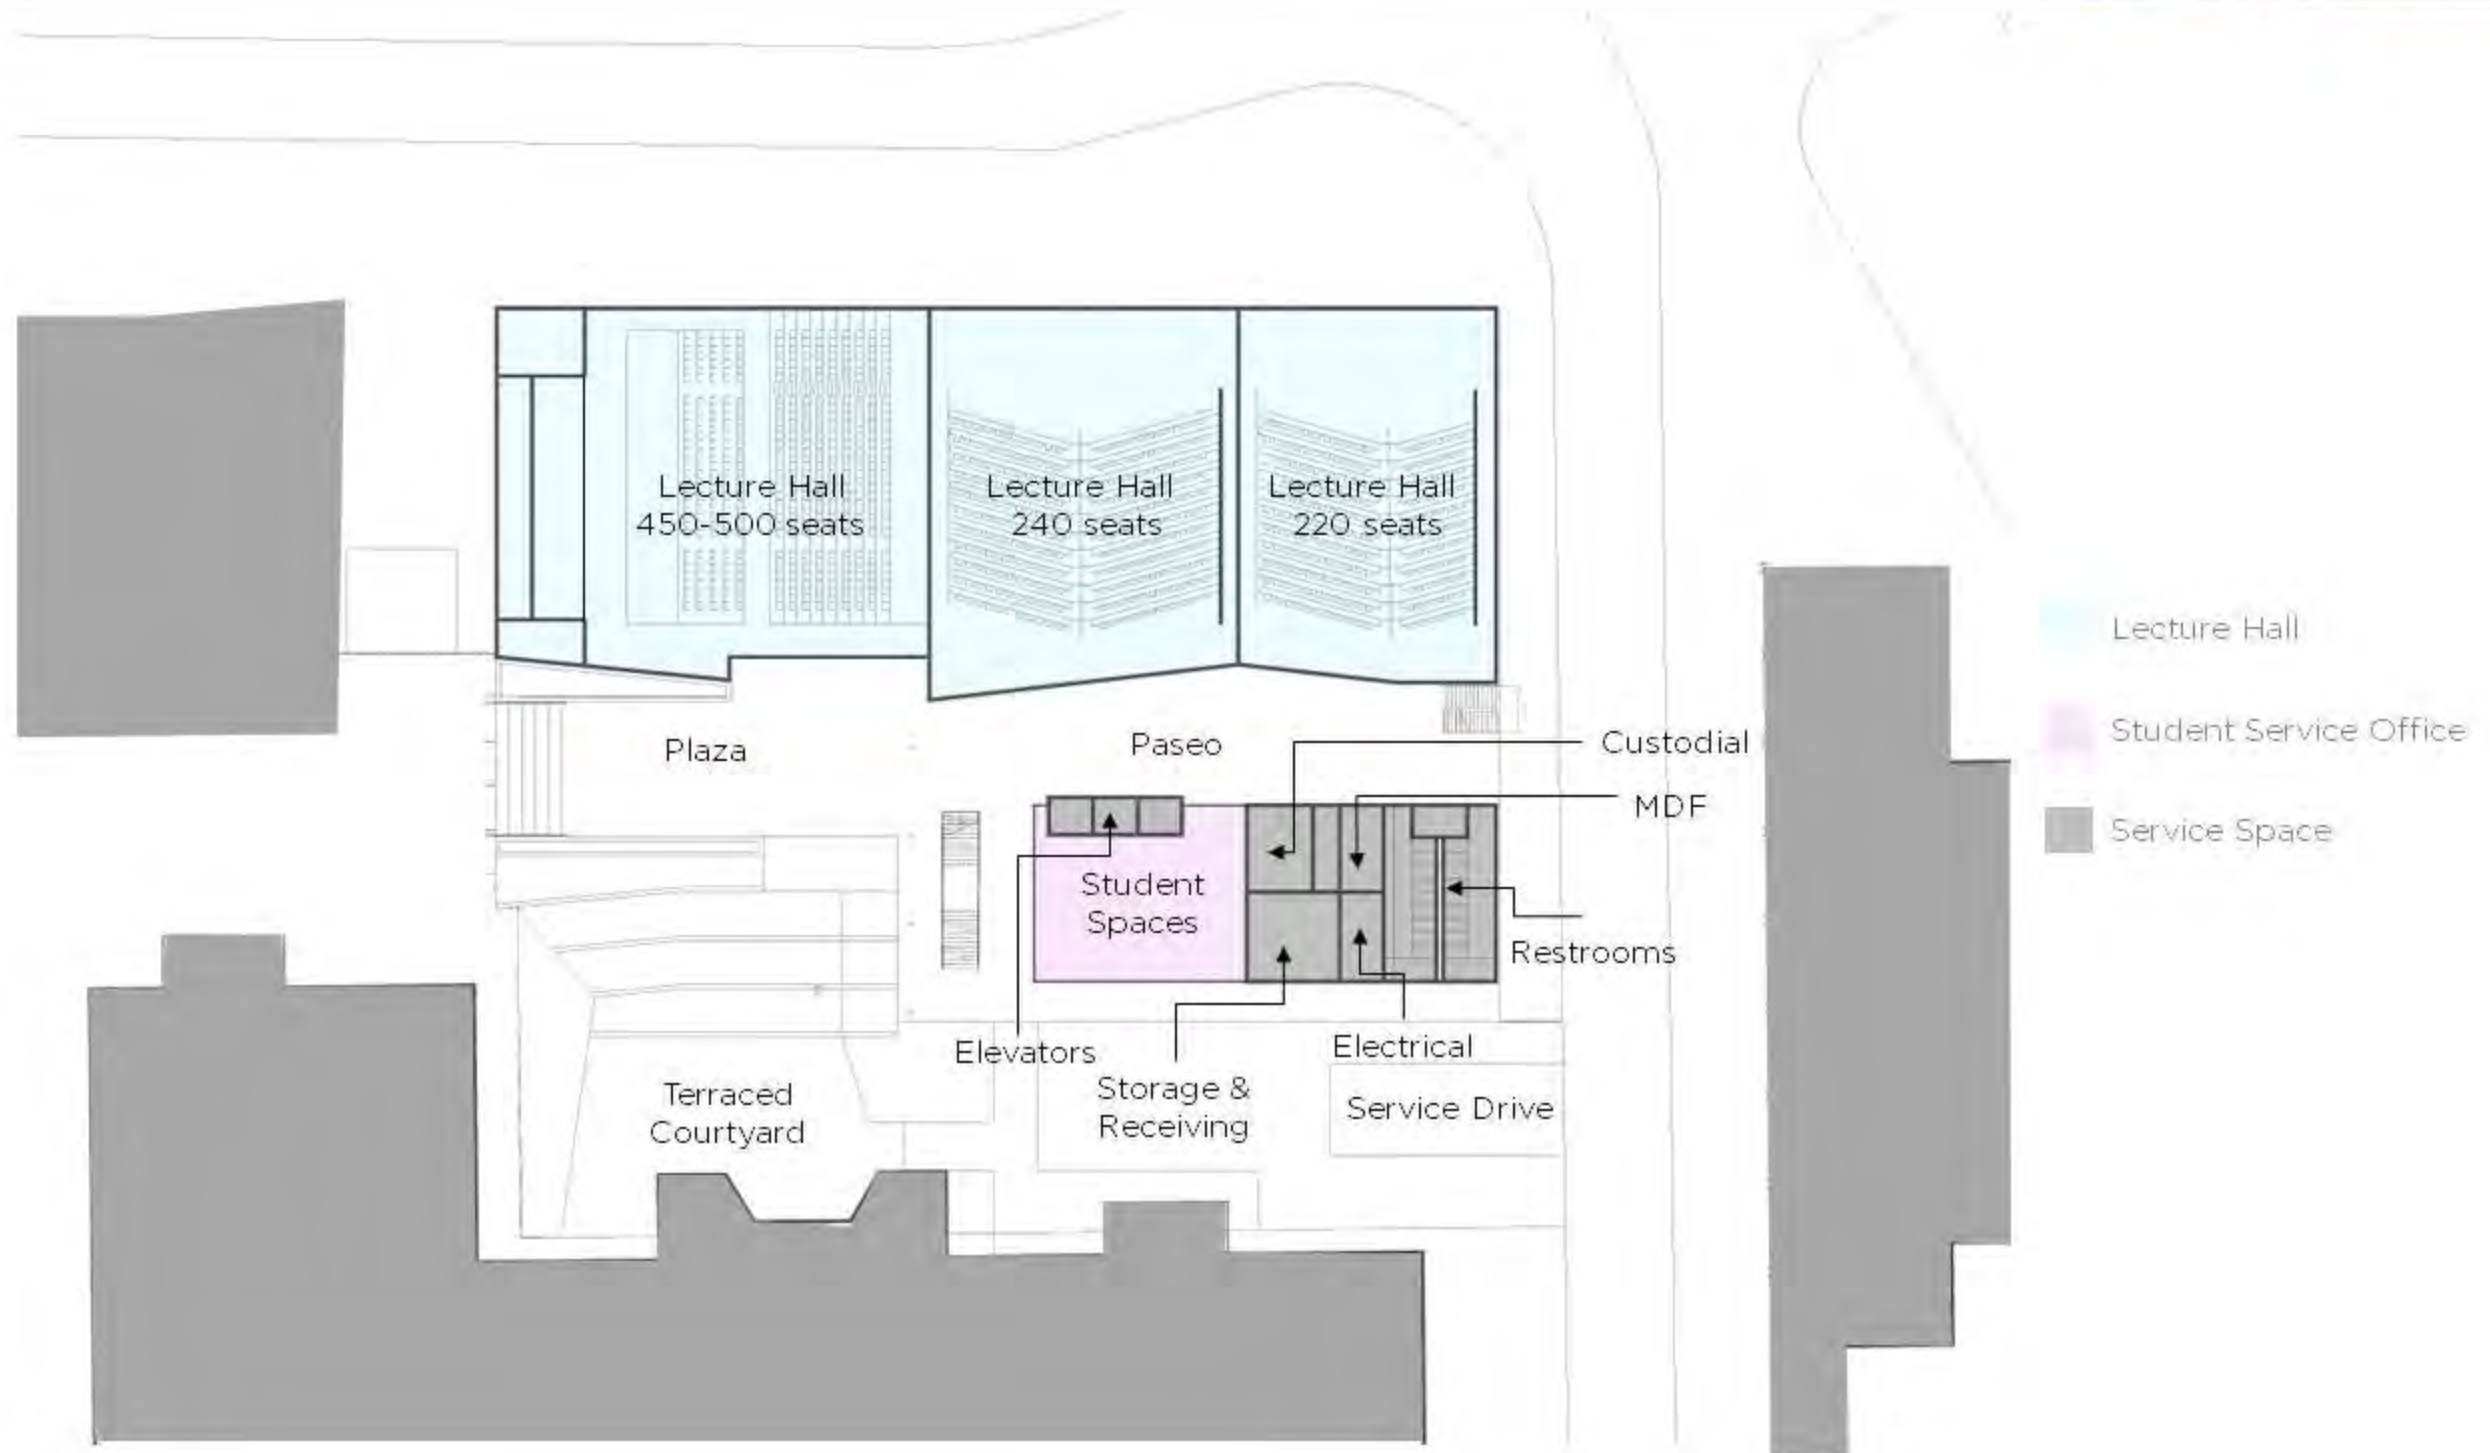 Lecture Hall
450-500 seats
Lecture Hall
240 seats
Lecture Hall
220 seats
Lecture Hall
Student Service Office
Service Space
Plaza
Paseo
Custodial
MDF
Student
Spaces
Restrooms
Elevators
Electrical
Storage &
Receiving
Service Drive
Terraced
Courtyard